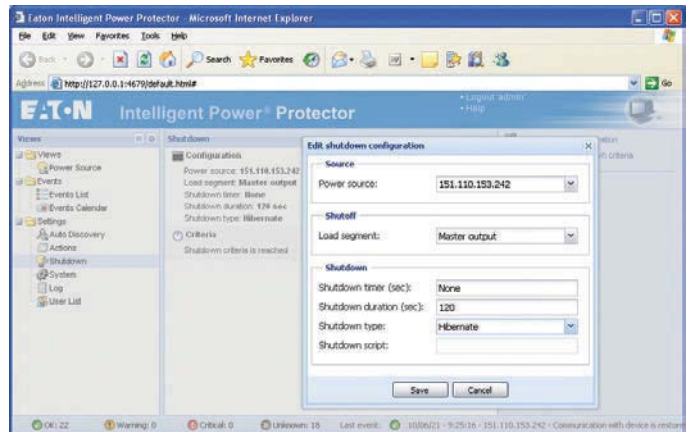 Eaton Intelligent Power Protector - Microsoft Internet Explorer
File Edit View Favorites Tools Help
Back Search Favorites
Address http://127.0.0.1:4679/default.html# Go
EATON Intelligent Power® Protector
Logout admin
Help
Views
Views
Power Source
Events
Events List
Events Calendar
Settings
Auto Discovery
Actions
Shutdown
System
Log
User List
Shutdown
Configuration
Power source: 151.110.153.242
Load segment: Master output
Shutdown timer: None
Shutdown duration: 120 sec
Shutdown type: Hibernate
Criteria
Shutdown criteria is reached
Edit shutdown configuration
Source
Power source: 151.110.153.242
Shutoff
Load segment: Master output
Shutdown
Shutdown timer (sec): None
Shutdown duration (sec): 120
Shutdown type: Hibernate
Shutdown script:
Save Cancel
criteria
OK: 22 Warning: 0 Critical: 0 Unknown: 18 Last event: 10/06/21 - 9:25:16 - 151.110.153.242 - Communication with device is restore